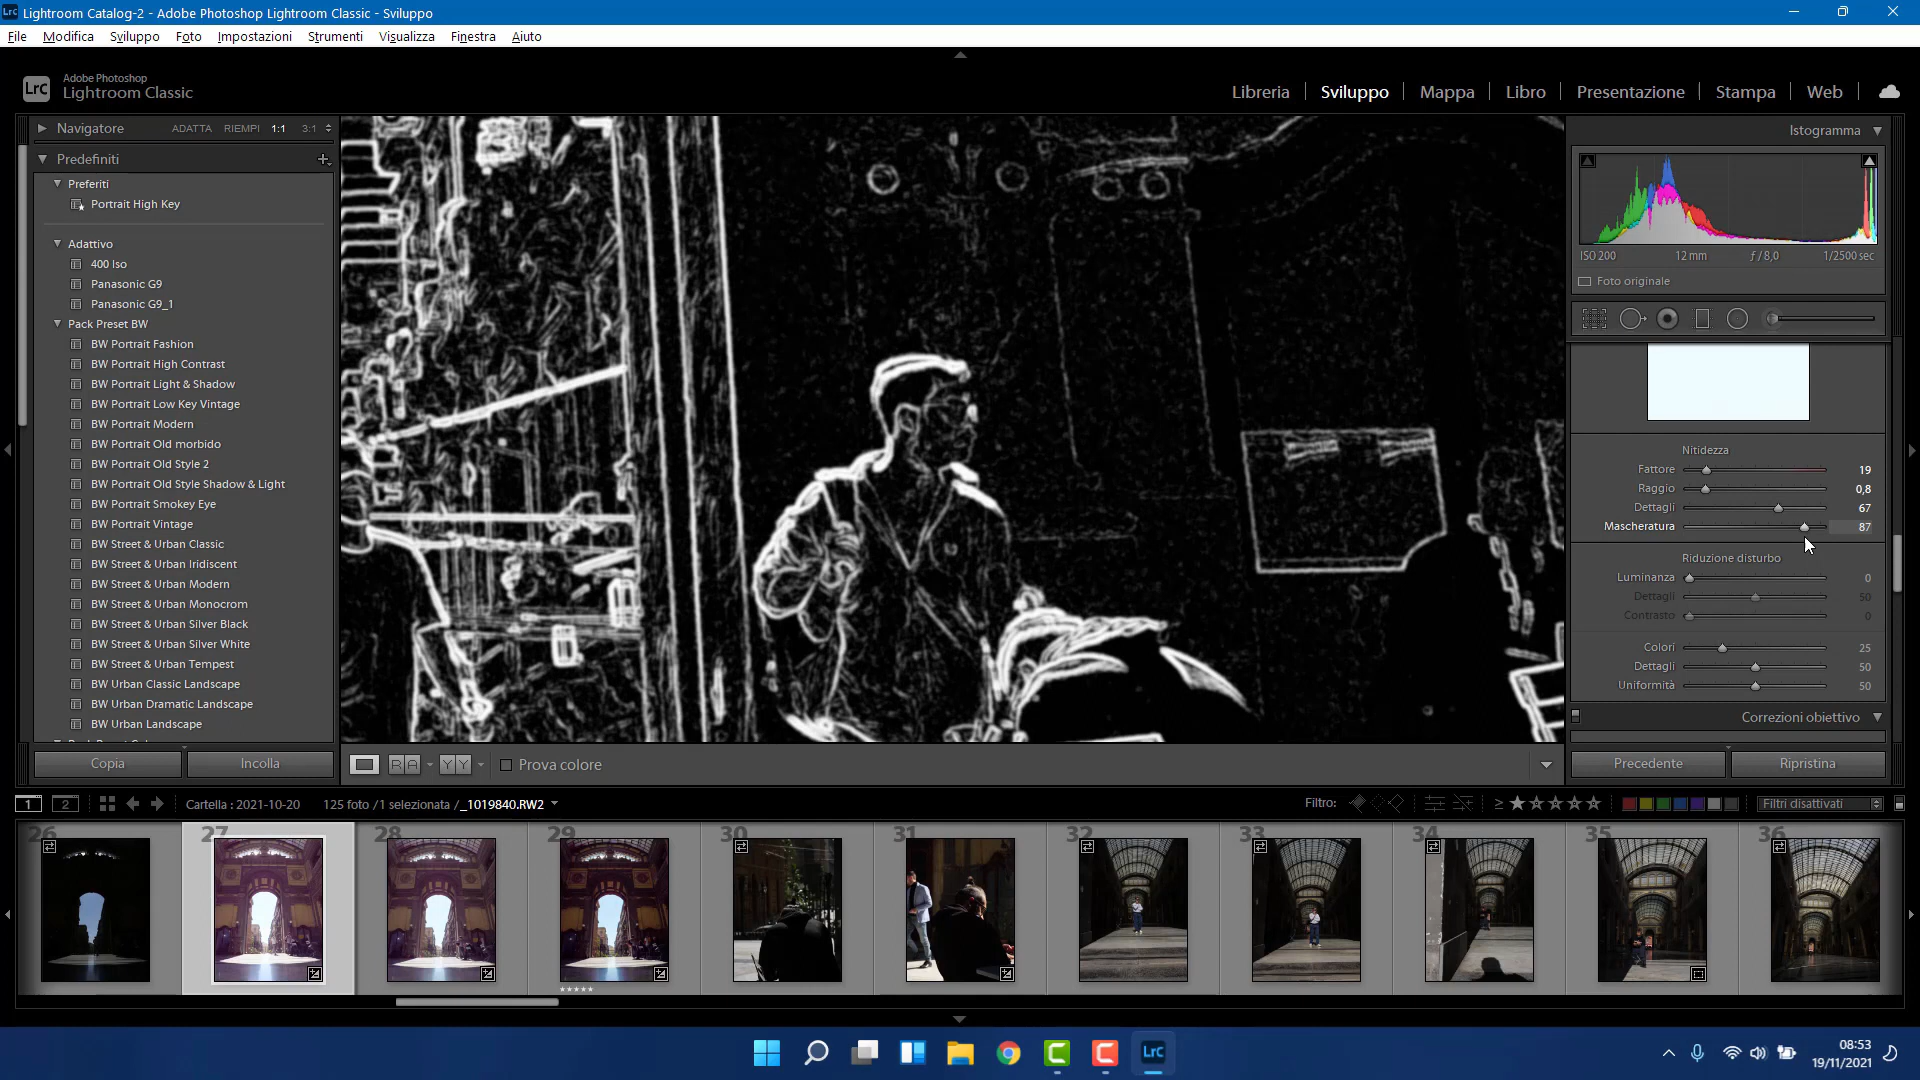 Lightroom Catalog-2 - Adobe Photoshop Lightroom Classic - Sviluppo
File Modifica Sviluppo Foto Impostazioni Strumenti Visualizza Finestra Aiuto
LrC Adobe Photoshop
Lightroom Classic
Libreria Sviluppo Mappa Libro Presentazione Stampa Web
Navigatore ADATTA RIEMPI 1:1 3:1
Predefiniti
Preferiti
Portrait High Key
Adattivo
400 Iso
Panasonic G9
Panasonic G9_1
Pack Preset BW
BW Portrait Fashion
BW Portrait High Contrast
BW Portrait Light & Shadow
BW Portrait Low Key Vintage
BW Portrait Modern
BW Portrait Old morbido
BW Portrait Old Style 2
BW Portrait Old Style Shadow & Light
BW Portrait Smokey Eye
BW Portrait Vintage
BW Street & Urban Classic
BW Street & Urban Iridiscent
BW Street & Urban Modern
BW Street & Urban Monocrom
BW Street & Urban Silver Black
BW Street & Urban Silver White
BW Street & Urban Tempest
BW Urban Classic Landscape
BW Urban Dramatic Landscape
BW Urban Landscape
Copia Incolla
Istogramma
ISO 200 12 mm ƒ / 8,0 1/2500 sec
Foto originale
Nitidezza
Fattore 19
Raggio 0,8
Dettagli 67
Mascheratura 87
Riduzione disturbo
Luminanza 0
Dettagli 50
Contrasto 0
Colori 25
Dettagli 50
Uniformità 50
Correzioni obiettivo
Precedente Ripristina
R A Y Y Prova colore
1 2 Cartella : 2021-10-20 125 foto /1 selezionata /_1019840.RW2 Filtro: ≥ Filtri disattivati
26 27 28 29 30 31 32 33 34 35 36
LrC
08:53
19/11/2021